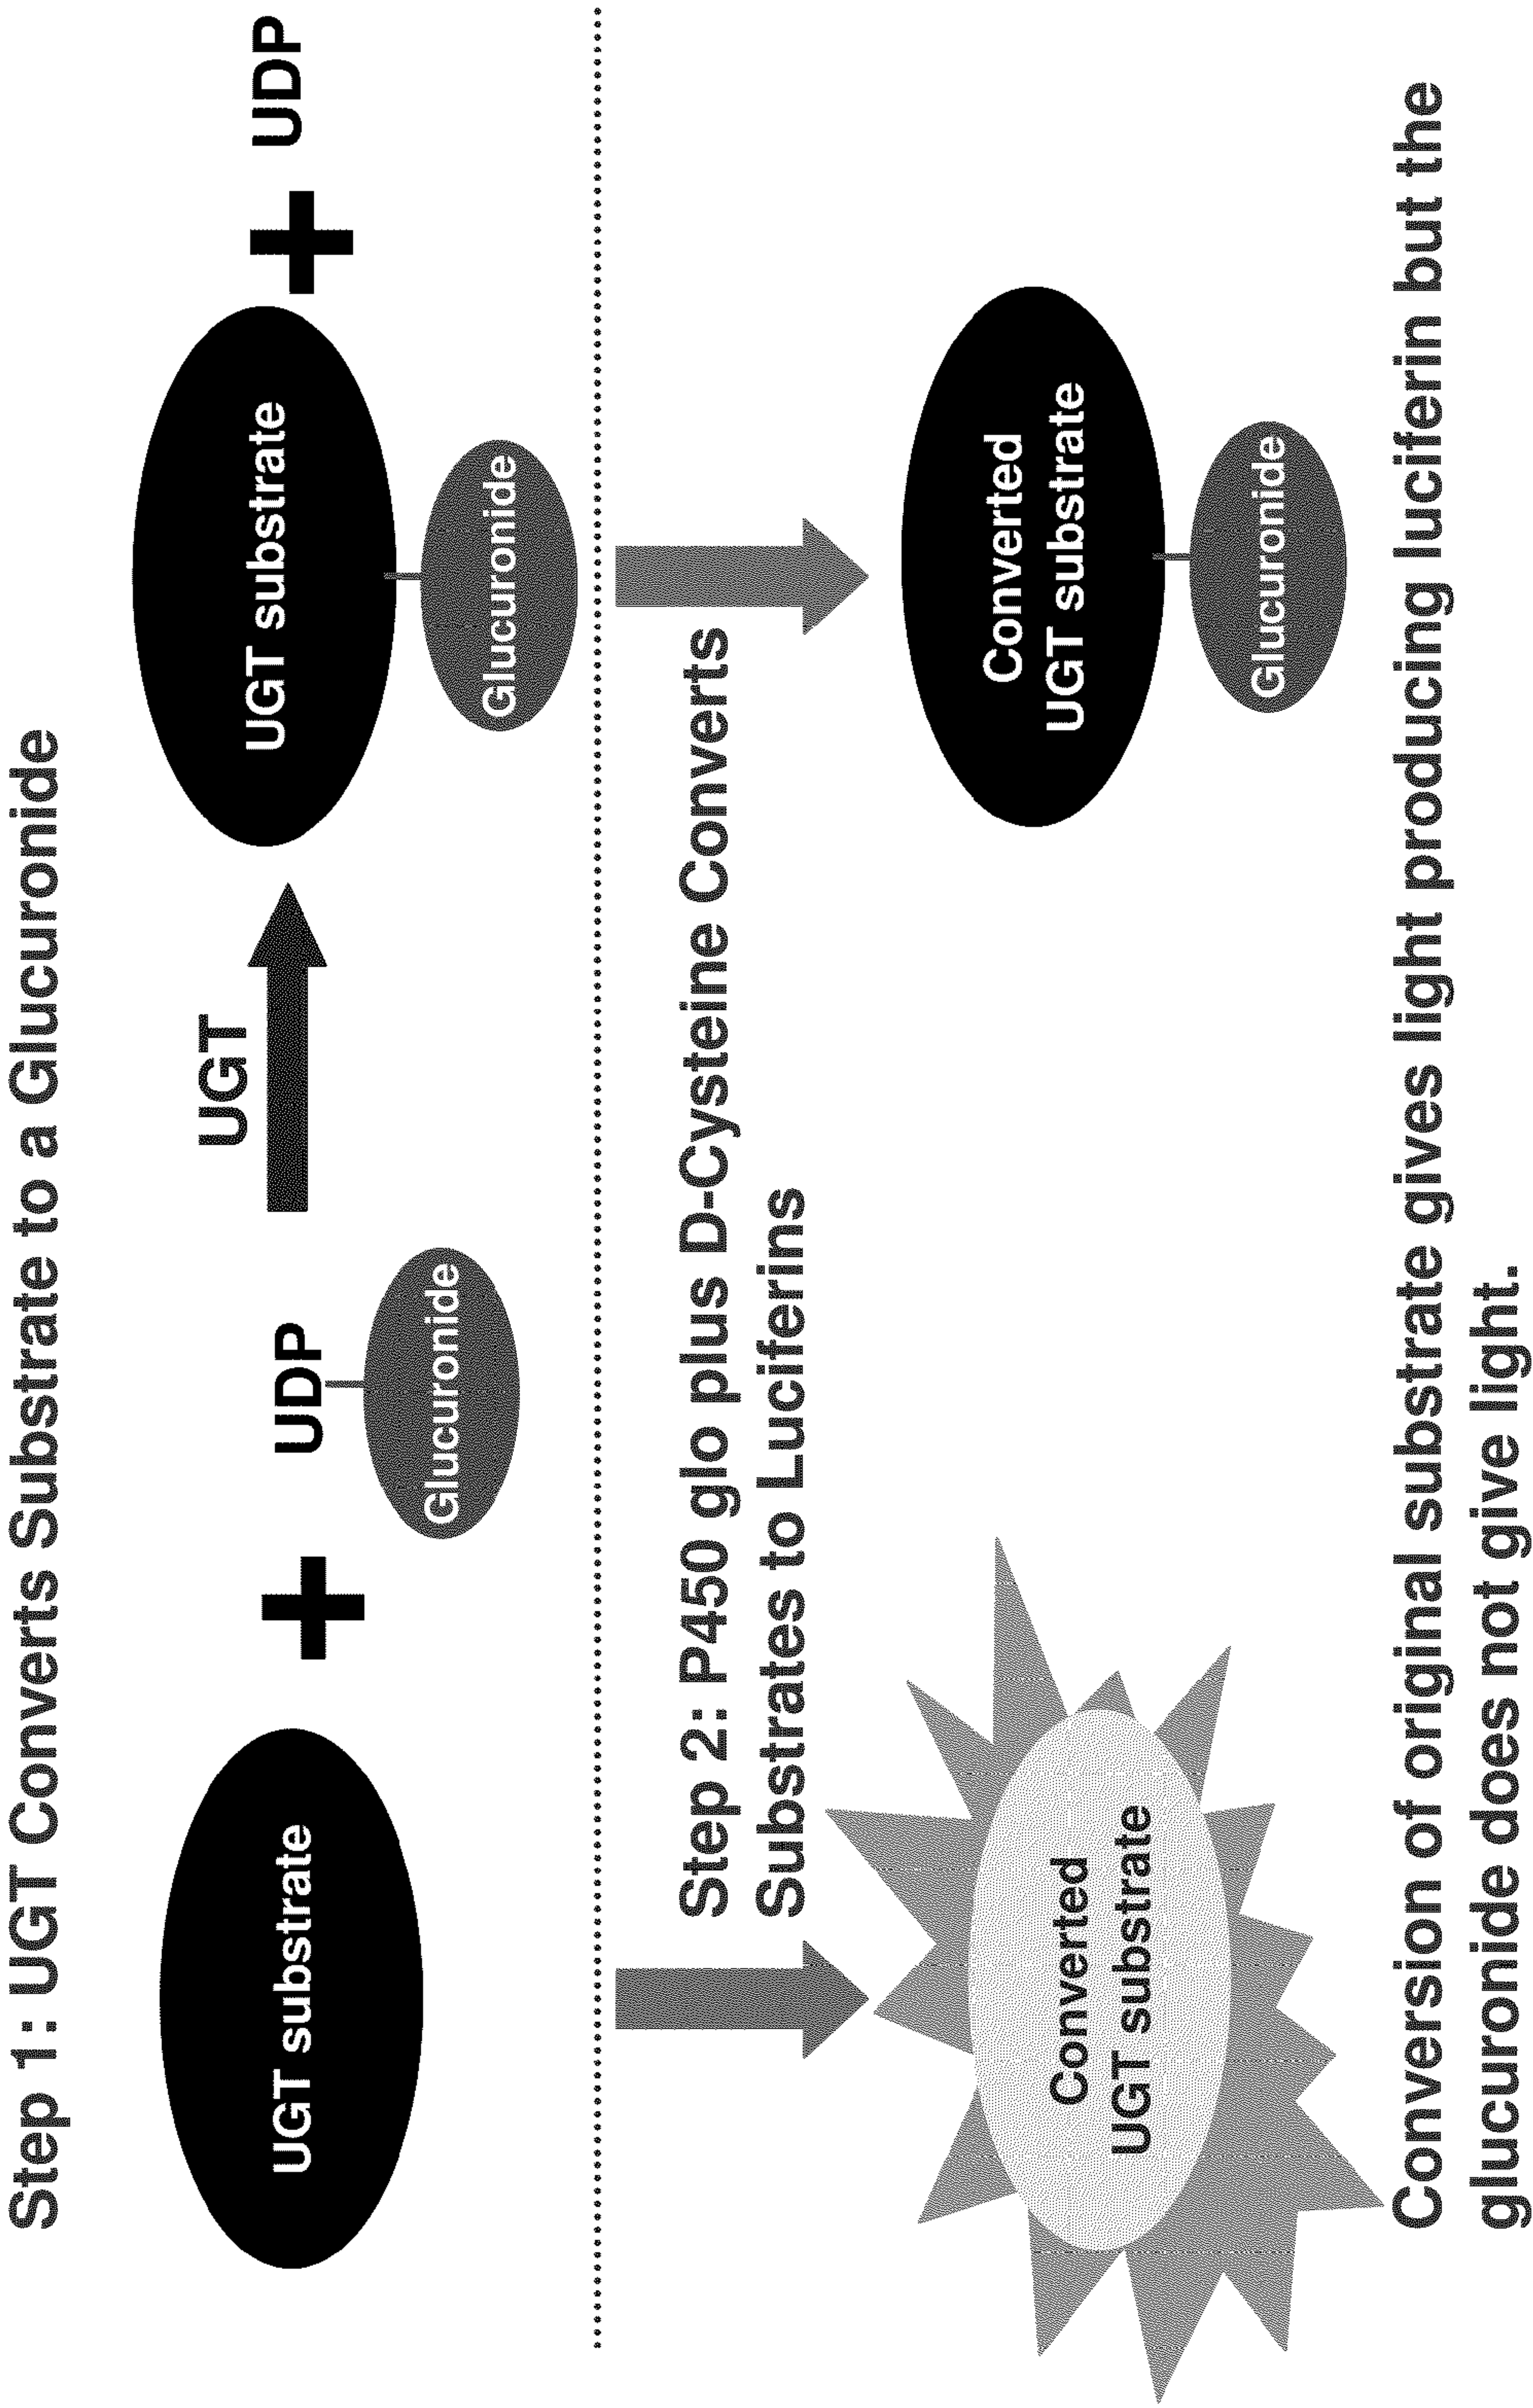 Step 1: UGT Converts Substrate to a Glucuronide
UGT substrate
+
UDP
Glucuronide
UGT
UGT substrate
Glucuronide
+
UDP
Step 2: P450 glo plus D-Cysteine Converts
Substrates to Luciferins
Converted
UGT substrate
Converted
UGT substrate
Glucuronide
Conversion of original substrate gives light producing luciferin but the
glucuronide does not give light.